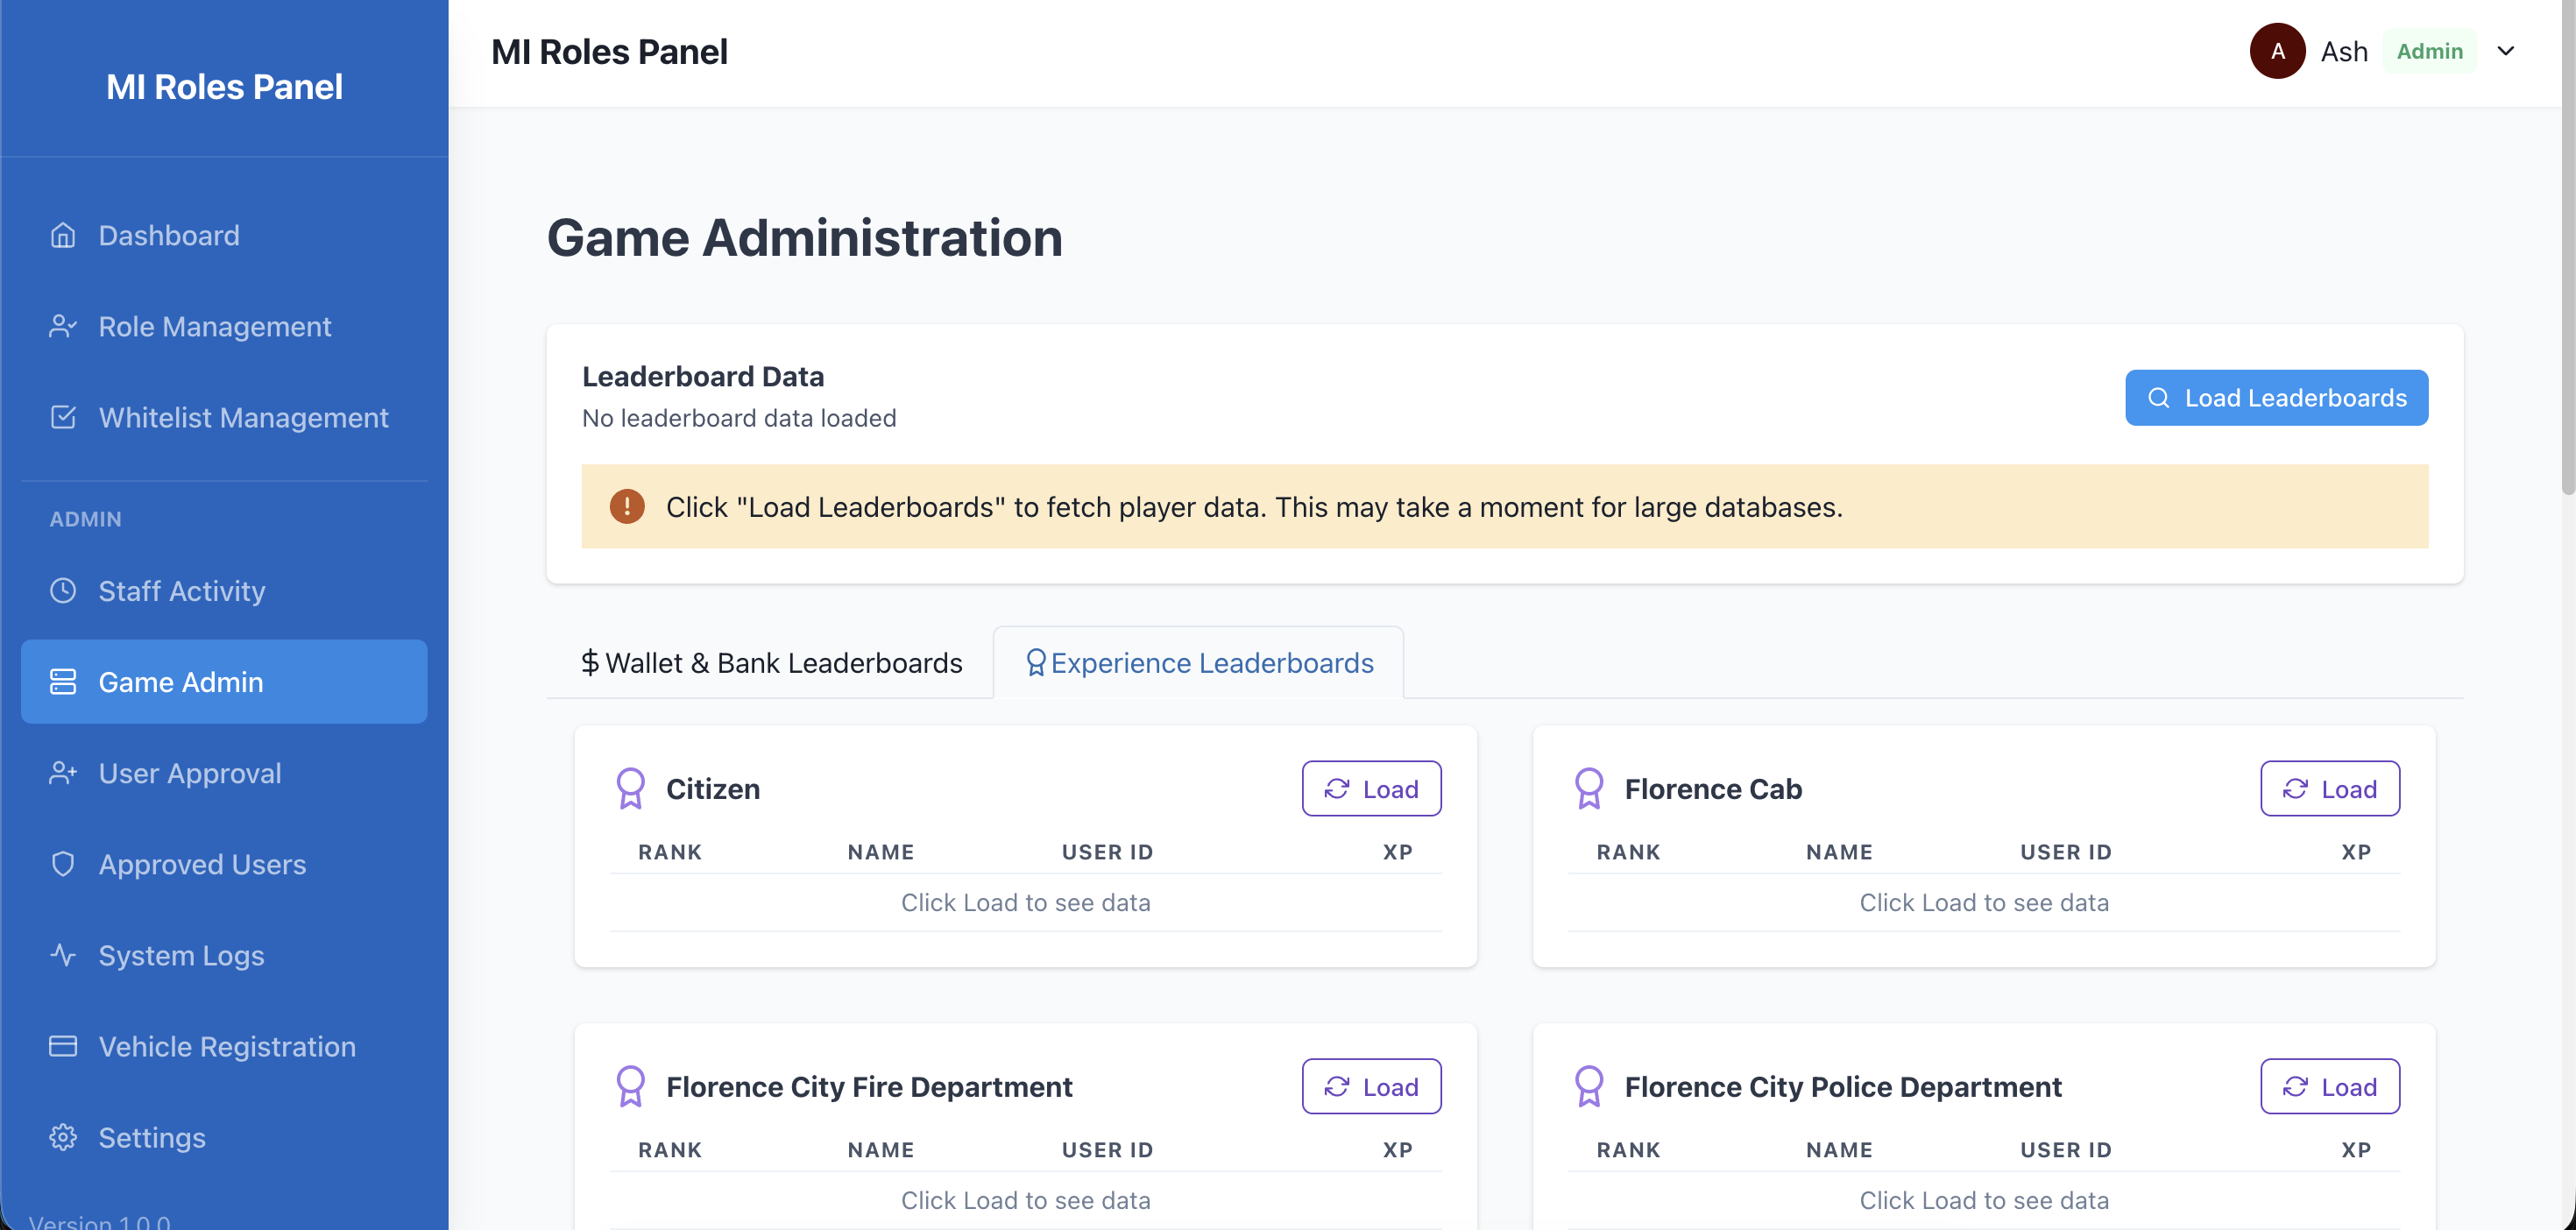 MI Roles Panel
Dashboard
Role Management
Whitelist Management
ADMIN
Staff Activity
Game Admin
User Approval
Approved Users
System Logs
Vehicle Registration
Settings
Version 1.0.0
MI Roles Panel
A Ash Admin
Game Administration
Leaderboard Data
No leaderboard data loaded
Load Leaderboards
Click "Load Leaderboards" to fetch player data. This may take a moment for large databases.
$ Wallet & Bank Leaderboards
Experience Leaderboards
Citizen Load
RANK NAME USER ID XP
Click Load to see data
Florence Cab Load
RANK NAME USER ID XP
Click Load to see data
Florence City Fire Department Load
RANK NAME USER ID XP
Click Load to see data
Florence City Police Department Load
RANK NAME USER ID XP
Click Load to see data